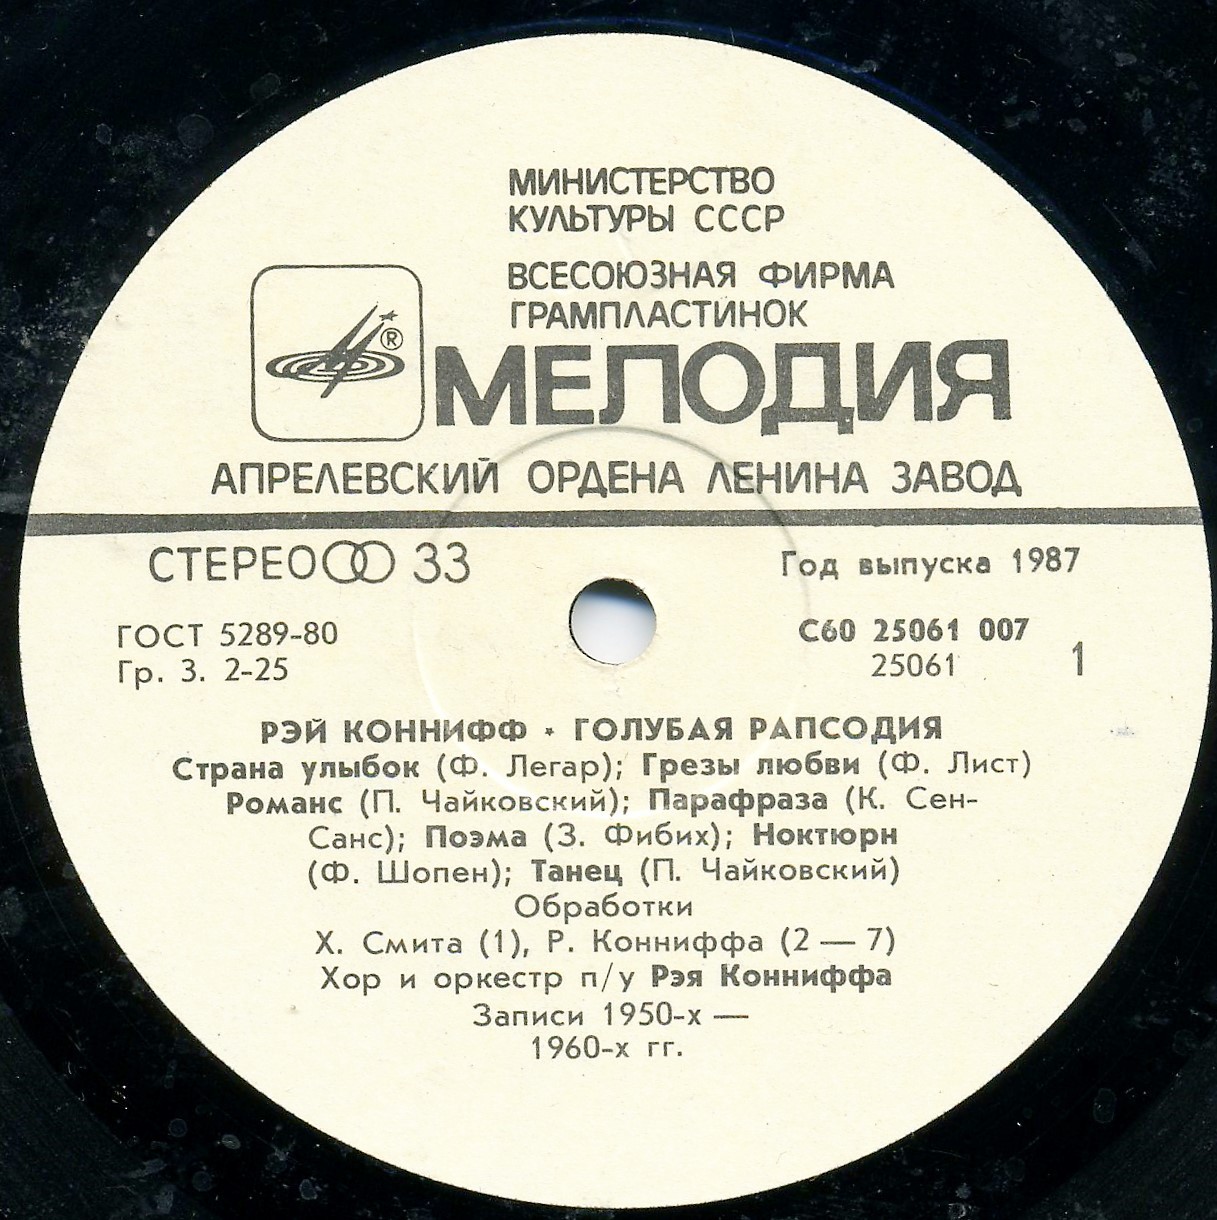 МИНИСТЕРСТВО
КУЛЬТУРЫ СССР
ВСЕСОЮЗНАЯ ФИРМА
ГРАМПЛАСТИНОК
®
МЕЛОДИЯ
АПРЕЛЕВСКИЙ ОРДЕНА ЛЕНИНА ЗАВОД
СТЕРЕО 33
Год выпуска 1987
ГОСТ 5289-80
Гр. 3. 2-25
С60 25061 007
25061
1
РЭЙ КОННИФФ · ГОЛУБАЯ РАПСОДИЯ
Страна улыбок (Ф. Легар); Грезы любви (Ф. Лист)
Романс (П. Чайковский); Парафраза (К. Сен-
Санс); Поэма (З. Фибих); Ноктюрн
(Ф. Шопен); Танец (П. Чайковский)
Обработки
Х. Смита (1), Р. Конниффа (2 — 7)
Хор и оркестр п/у Рэя Конниффа
Записи 1950-х —
1960-х гг.